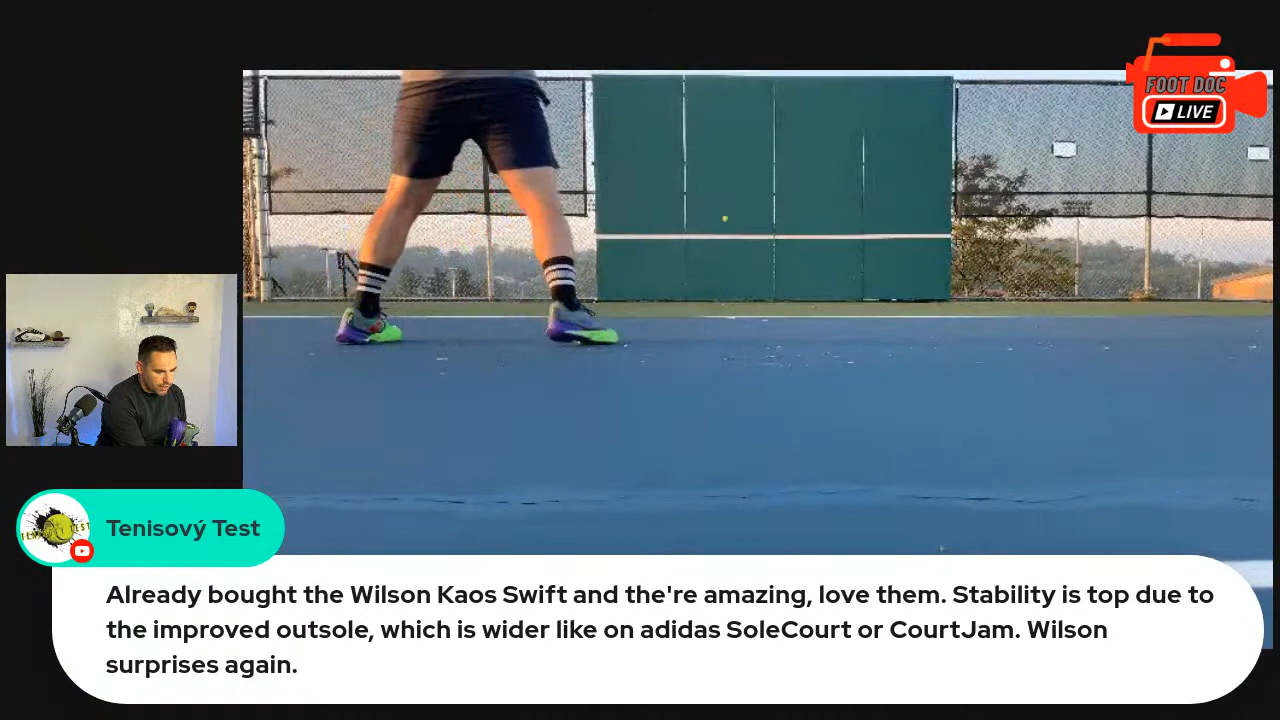 FOOT DOC
LIVE
Tenisový Test
Already bought the Wilson Kaos Swift and the're amazing, love them. Stability is top due to
the improved outsole, which is wider like on adidas SoleCourt or CourtJam. Wilson
surprises again.